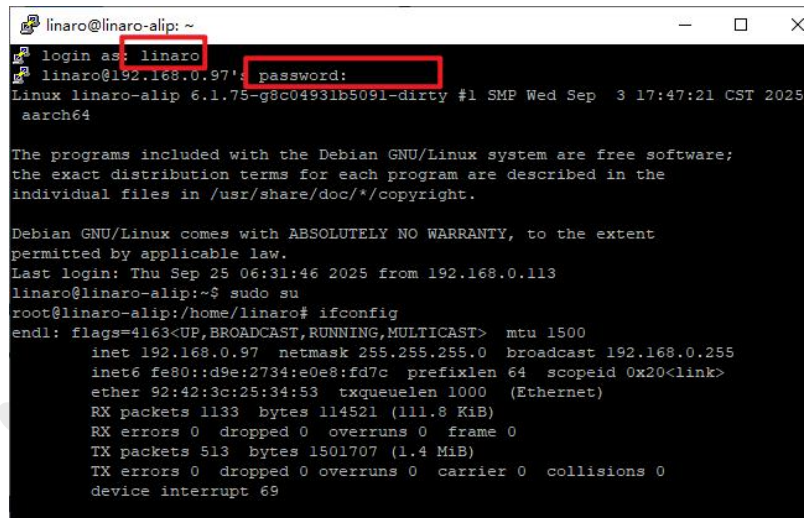 linaro@linaro-alip: ~
login as: linaro
linaro@192.168.0.97's password:
Linux linaro-alip 6.1.75-g8c04931b5091-dirty #1 SMP Wed Sep  3 17:47:21 CST 2025
 aarch64
The programs included with the Debian GNU/Linux system are free software;
the exact distribution terms for each program are described in the
individual files in /usr/share/doc/*/copyright.
Debian GNU/Linux comes with ABSOLUTELY NO WARRANTY, to the extent
permitted by applicable law.
Last login: Thu Sep 25 06:31:46 2025 from 192.168.0.113
linaro@linaro-alip:~$ sudo su
root@linaro-alip:/home/linaro# ifconfig
end1: flags=4163<UP,BROADCAST,RUNNING,MULTICAST>  mtu 1500
        inet 192.168.0.97  netmask 255.255.255.0  broadcast 192.168.0.255
        inet6 fe80::d9e:2734:e0e8:fd7c  prefixlen 64  scopeid 0x20<link>
        ether 92:42:3c:25:34:53  txqueuelen 1000  (Ethernet)
        RX packets 1133  bytes 114521 (111.8 KiB)
        RX errors 0  dropped 0  overruns 0  frame 0
        TX packets 513  bytes 1501707 (1.4 MiB)
        TX errors 0  dropped 0 overruns 0  carrier 0  collisions 0
        device interrupt 69